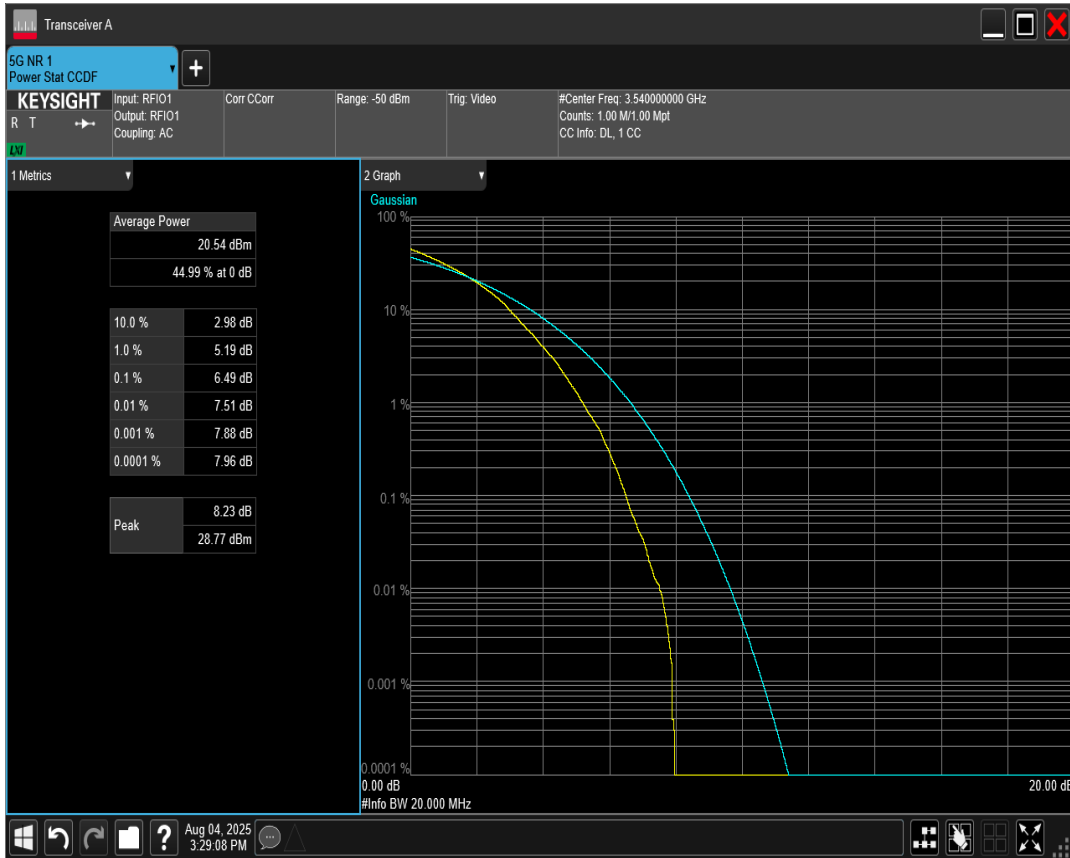 Transceiver A
5G NR 1
Power Stat CCDF
+
KEYSIGHT
R T
LXI
Input: RFIO1
Output: RFIO1
Coupling: AC
Corr CCorr
Range: -50 dBm
Trig: Video
#Center Freq: 3.540000000 GHz
Counts: 1.00 M/1.00 Mpt
CC Info: DL, 1 CC
1 Metrics
Average Power
20.54 dBm
44.99 % at 0 dB
10.0 % 2.98 dB
1.0 % 5.19 dB
0.1 % 6.49 dB
0.01 % 7.51 dB
0.001 % 7.88 dB
0.0001 % 7.96 dB
Peak
8.23 dB
28.77 dBm
2 Graph
Gaussian
100 %
10 %
1 %
0.1 %
0.01 %
0.001 %
0.0001 %
0.00 dB 20.00 dB
#Info BW 20.000 MHz
?
Aug 04, 2025
3:29:08 PM